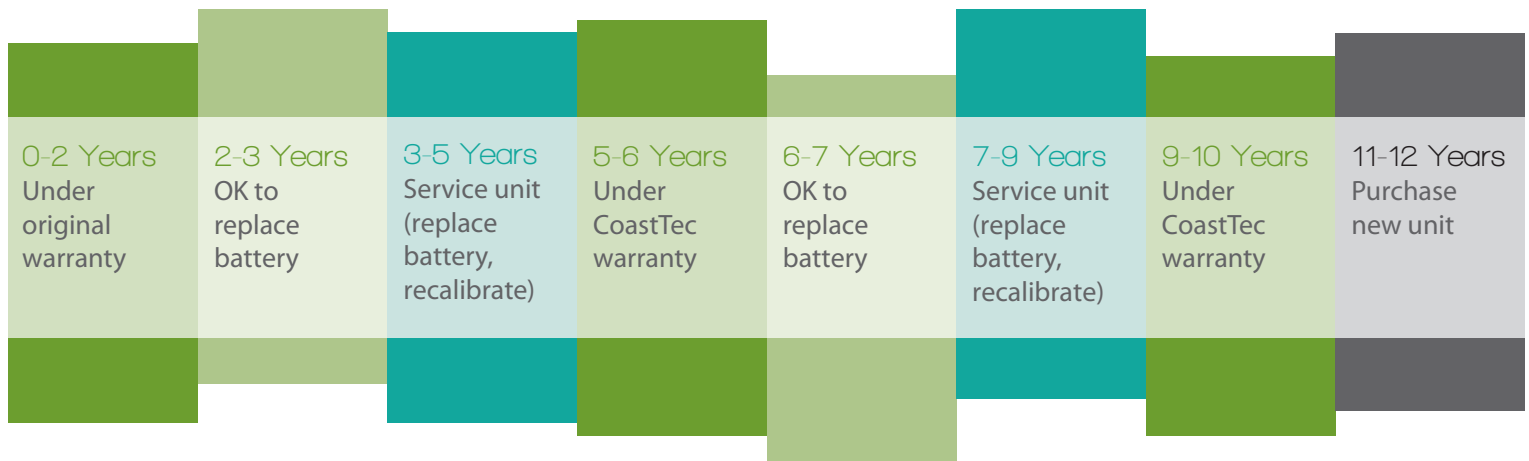 0-2 Years
Under
original
warranty
2-3 Years
OK to
replace
battery
3-5 Years
Service unit
(replace
battery,
recalibrate)
5-6 Years
Under
CoastTec
warranty
6-7 Years
OK to
replace
battery
7-9 Years
Service unit
(replace
battery,
recalibrate)
9-10 Years
Under
CoastTec
warranty
11-12 Years
Purchase
new unit